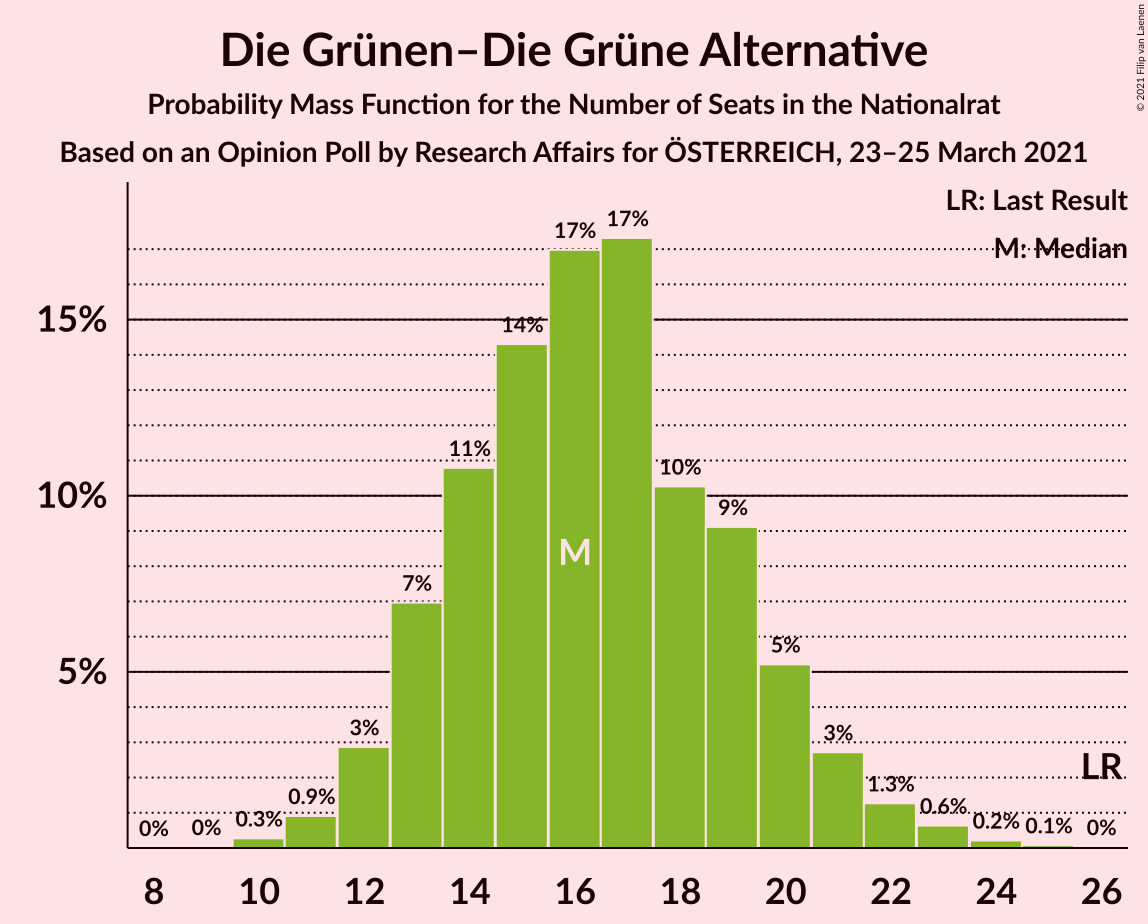 Die Grünen–Die Grüne Alternative
Probability Mass Function for the Number of Seats in the Nationalrat
Based on an Opinion Poll by Research Affairs for ÖSTERREICH, 23–25 March 2021
© 2021 Filip van Laenen
LR: Last Result
M: Median
15%
10%
5%
0%
0%
0.3%
0.9%
3%
7%
11%
14%
17%
17%
10%
9%
5%
3%
1.3%
0.6%
0.2%
0.1%
0%
M
LR
8 10 12 14 16 18 20 22 24 26